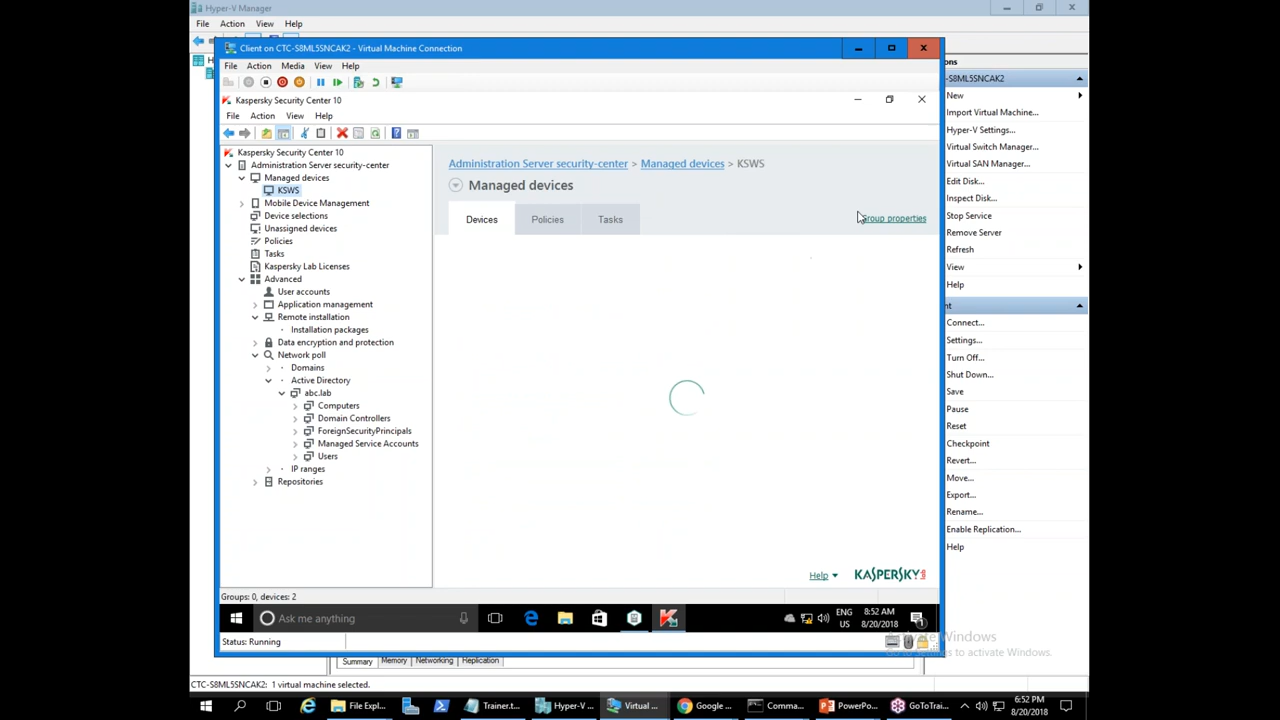 Hyper-V Manager
File Action View Help
Client on CTC-S8ML5SNCAK2 - Virtual Machine Connection
File Action Media View Help
Kaspersky Security Center 10
File Action View Help
Kaspersky Security Center 10
Administration Server security-center
Managed devices
KSWS
Mobile Device Management
Device selections
Unassigned devices
Policies
Tasks
Kaspersky Lab Licenses
Advanced
User accounts
Application management
Remote installation
Installation packages
Data encryption and protection
Network poll
Domains
Active Directory
abc.lab
Computers
Domain Controllers
ForeignSecurityPrincipals
Managed Service Accounts
Users
IP ranges
Repositories
Administration Server security-center > Managed devices > KSWS
Managed devices
Devices Policies Tasks
Group properties
Help
KASPERSKY LAB
Groups: 0, devices: 2
Ask me anything
ENG
US
8:52 AM
8/20/2018
Status: Running
-S8ML5SNCAK2
New
Import Virtual Machine...
Hyper-V Settings...
Virtual Switch Manager...
Virtual SAN Manager...
Edit Disk...
Inspect Disk...
Stop Service
Remove Server
Refresh
View
Help
Connect...
Settings...
Turn Off...
Shut Down...
Save
Pause
Reset
Checkpoint
Revert...
Move...
Export...
Rename...
Enable Replication...
Help
Activate Windows
Go to Settings to activate Windows.
Summary Memory Networking Replication
CTC-S8ML5SNCAK2: 1 virtual machine selected.
File Expl... Trainer.t... Hyper-V ... Virtual ... Google ... Comma... PowerPo... GoToTrai...
6:52 PM
8/20/2018